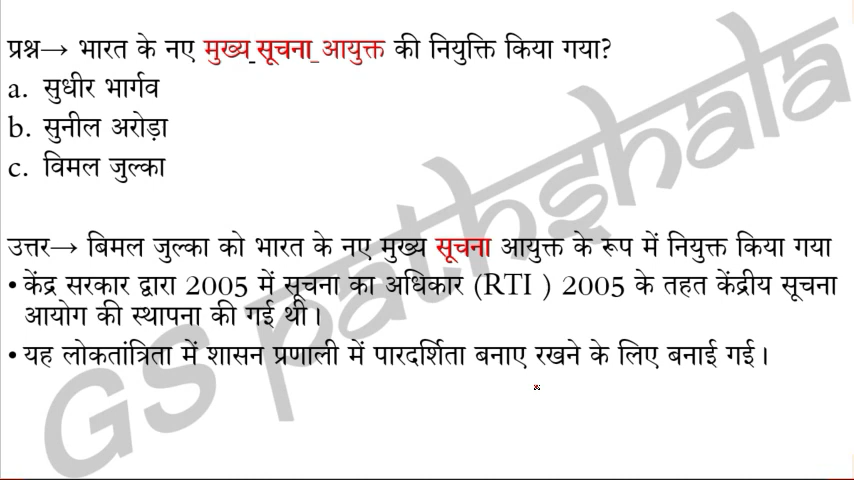 प्रश्न→ भारत के नए मुख्य सूचना आयुक्त की नियुक्ति किया गया?
a. सुधीर भार्गव
b. सुनील अरोड़ा
c. विमल जुल्का
उत्तर→ बिमल जुल्का को भारत के नए मुख्य सूचना आयुक्त के रूप में नियुक्त किया गया
• केंद्र सरकार द्वारा 2005 में सूचना का अधिकार (RTI ) 2005 के तहत केंद्रीय सूचना
आयोग की स्थापना की गई थी।
• यह लोकतांत्रिता में शासन प्रणाली में पारदर्शिता बनाए रखने के लिए बनाई गई।
GS pathshala